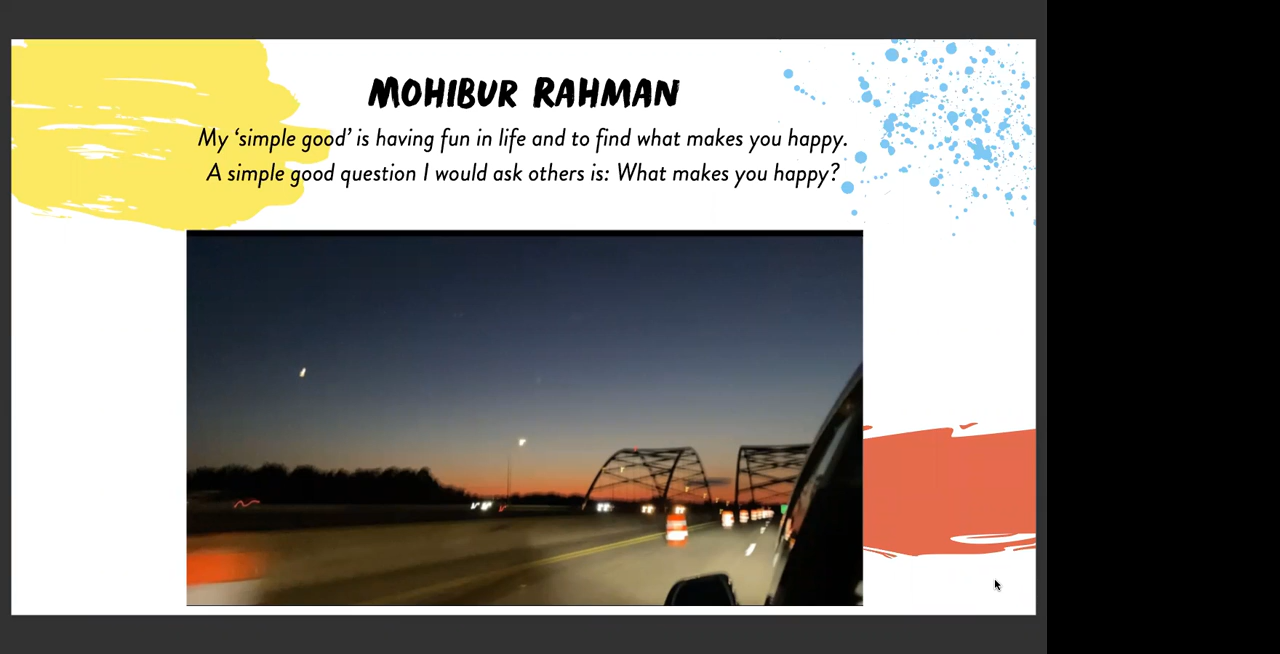 MOHIBUR RAHMAN
My ‘simple good’ is having fun in life and to find what makes you happy.
A simple good question I would ask others is: What makes you happy?